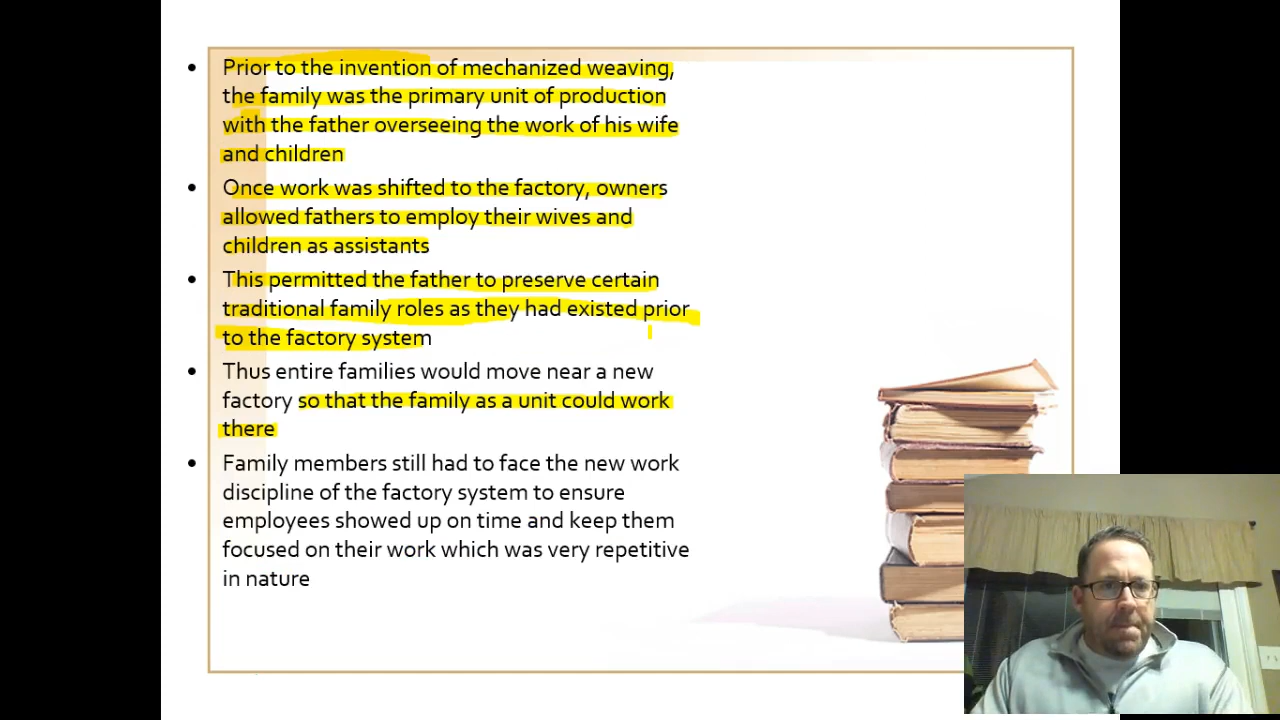 • Prior to the invention of mechanized weaving,
the family was the primary unit of production
with the father overseeing the work of his wife
and children
• Once work was shifted to the factory, owners
allowed fathers to employ their wives and
children as assistants
• This permitted the father to preserve certain
traditional family roles as they had existed prior
to the factory system
• Thus entire families would move near a new
factory so that the family as a unit could work
there
• Family members still had to face the new work
discipline of the factory system to ensure
employees showed up on time and keep them
focused on their work which was very repetitive
in nature